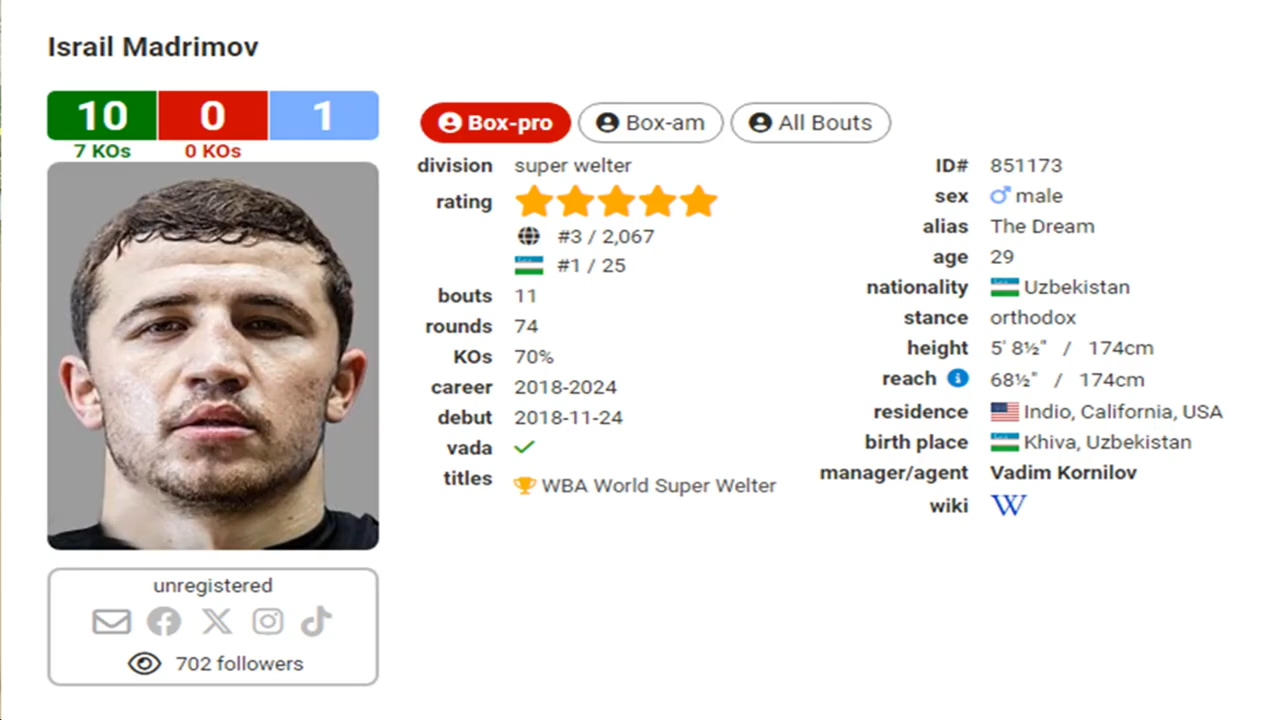 Israil Madrimov
10 0 1
7 KOs 0 KOs
Box-pro Box-am All Bouts
division super welter
rating
#3 / 2,067
#1 / 25
bouts 11
rounds 74
KOs 70%
career 2018-2024
debut 2018-11-24
vada
titles WBA World Super Welter
ID# 851173
sex male
alias The Dream
age 29
nationality Uzbekistan
stance orthodox
height 5' 8½" / 174cm
reach 68½" / 174cm
residence Indio, California, USA
birth place Khiva, Uzbekistan
manager/agent Vadim Kornilov
wiki W
unregistered
702 followers